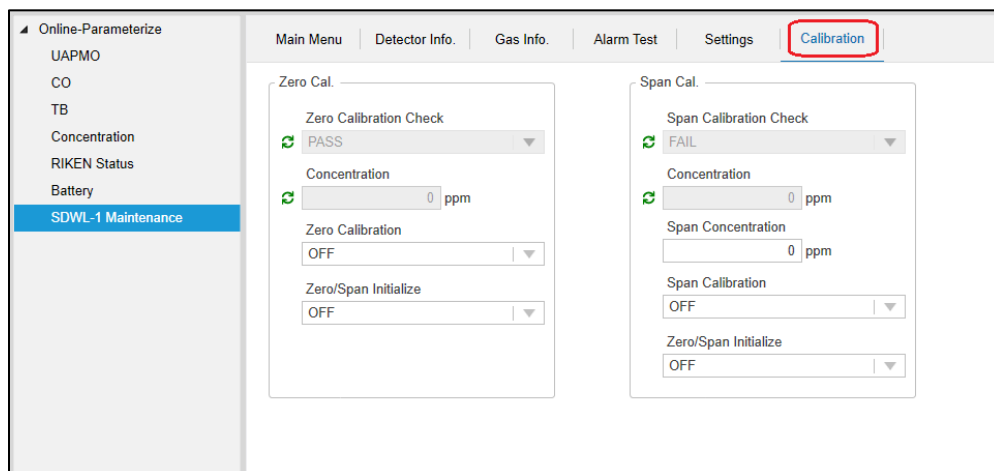 Online-Parameterize
UAPMO
CO
TB
Concentration
RIKEN Status
Battery
SDWL-1 Maintenance
Main Menu
Detector Info.
Gas Info.
Alarm Test
Settings
Calibration
Zero Cal.
Zero Calibration Check
PASS
Concentration
0 ppm
Zero Calibration
OFF
Zero/Span Initialize
OFF
Span Cal.
Span Calibration Check
FAIL
Concentration
0 ppm
Span Concentration
0 ppm
Span Calibration
OFF
Zero/Span Initialize
OFF